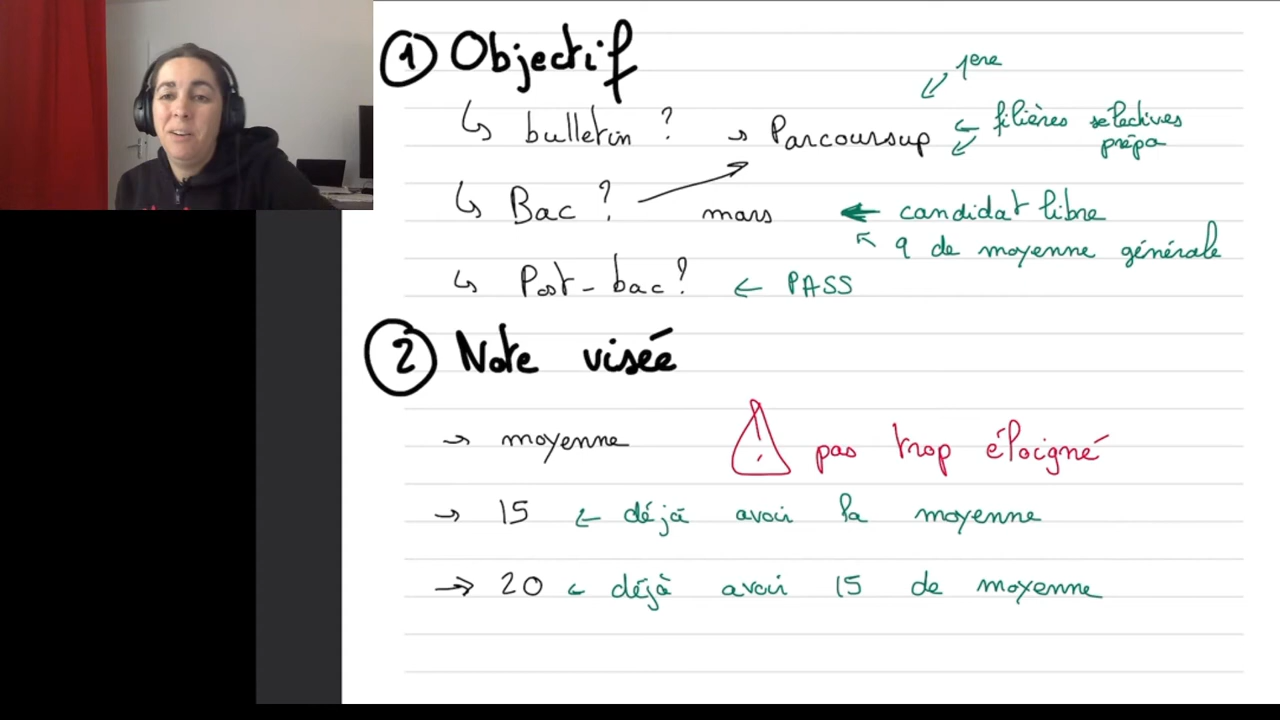 ① Objectif
↳ bulletin ? → Parcoursup
1ere
filières sélectives
prépa
↳ Bac ? mars ← candidat libre
9 de moyenne générale
↳ Post-bac ? ← PASS
② Note visée
→ moyenne ! pas trop éloigné
→ 15 ← déjà avoir la moyenne
→ 20 ← déjà avoir 15 de moyenne